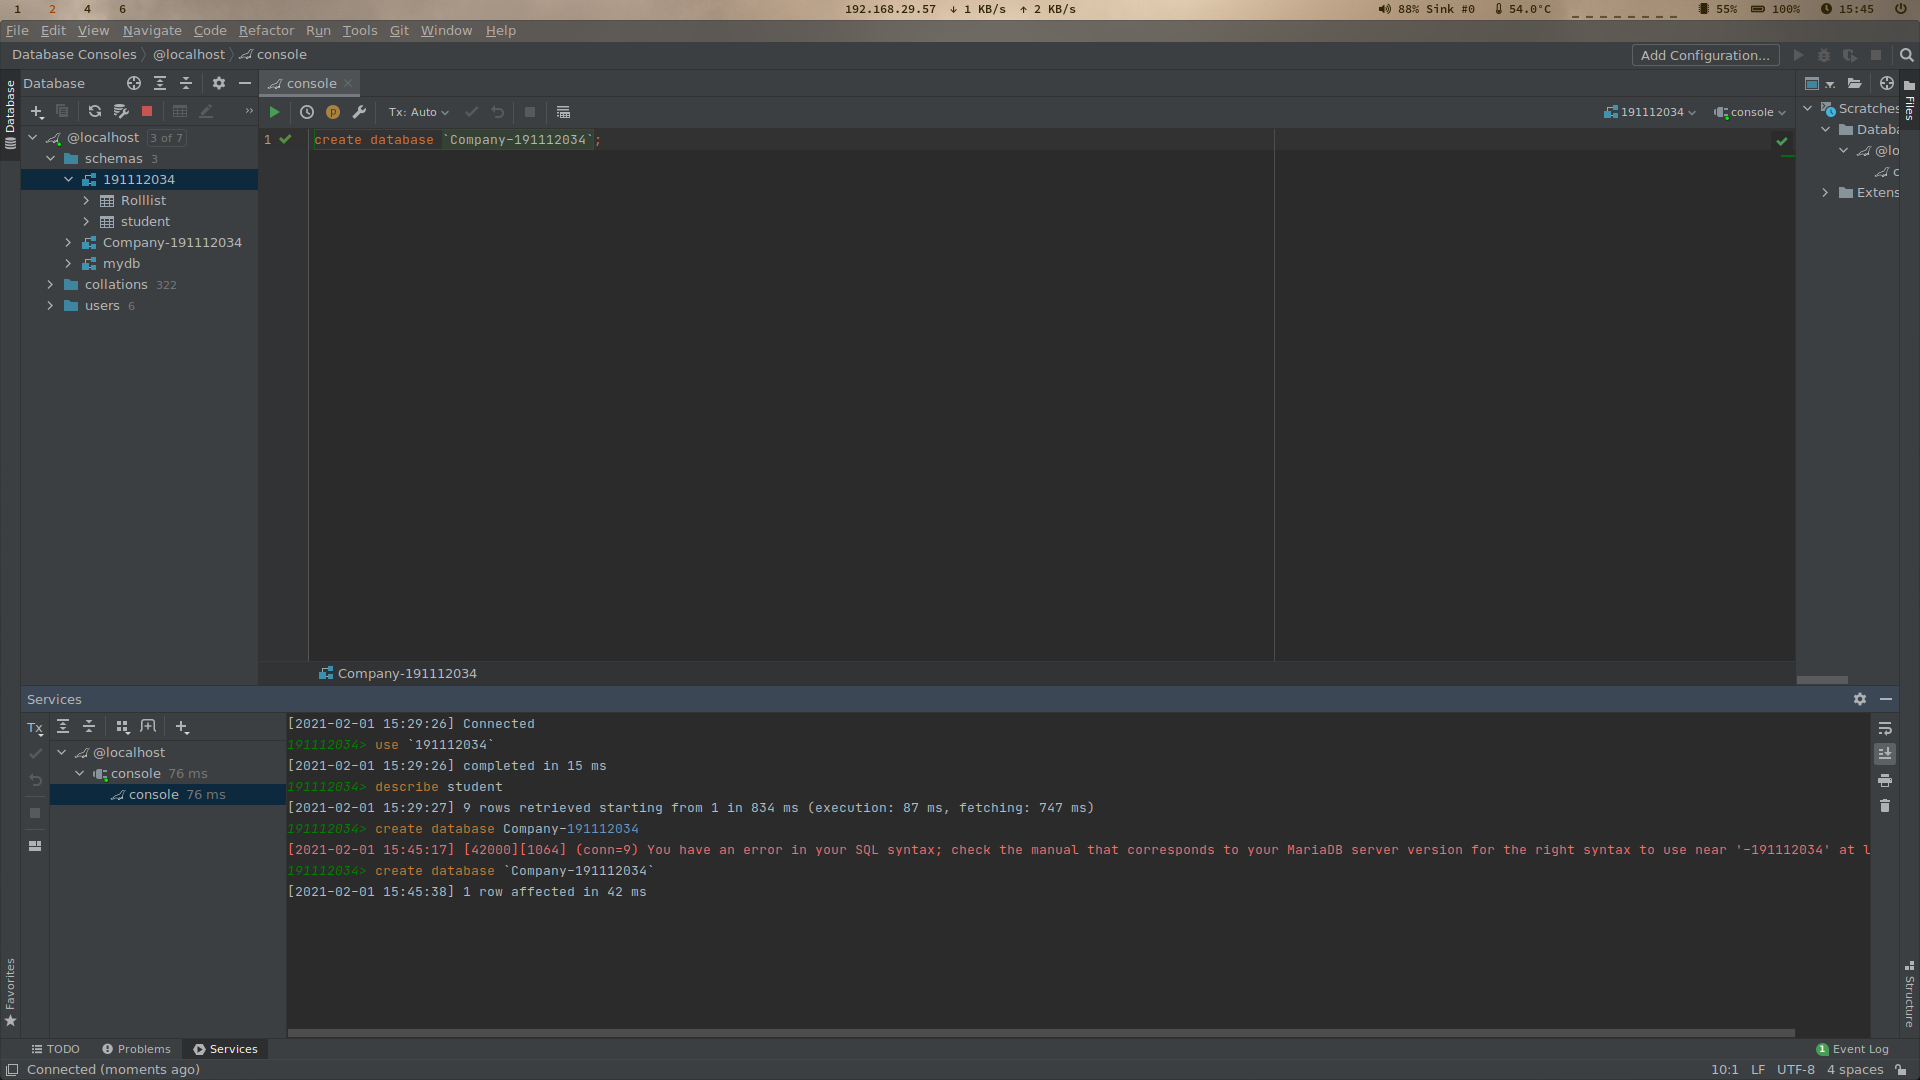 1 2 4 6 192.168.29.57 ↓ 1 KB/s ↑ 2 KB/s 88% Sink #0 54.0°C 55% 100% 15:45
File Edit View Navigate Code Refactor Run Tools Git Window Help
Database Consoles @localhost console Add Configuration...
Database
console
Tx: Auto 191112034 console
Database
@localhost 3 of 7
schemas 3
191112034
Rolllist
student
Company-191112034
mydb
collations 322
users 6
1 create database `Company-191112034`;
Company-191112034
Scratches
Databa
@lo
c
Extens
Files
Services
Tx
@localhost
console 76 ms
console 76 ms
[2021-02-01 15:29:26] Connected
191112034> use `191112034`
[2021-02-01 15:29:26] completed in 15 ms
191112034> describe student
[2021-02-01 15:29:27] 9 rows retrieved starting from 1 in 834 ms (execution: 87 ms, fetching: 747 ms)
191112034> create database Company-191112034
[2021-02-01 15:45:17] [42000][1064] (conn=9) You have an error in your SQL syntax; check the manual that corresponds to your MariaDB server version for the right syntax to use near '-191112034' at l
191112034> create database `Company-191112034`
[2021-02-01 15:45:38] 1 row affected in 42 ms
Favorites
Structure
TODO Problems Services 1 Event Log
Connected (moments ago) 10:1 LF UTF-8 4 spaces